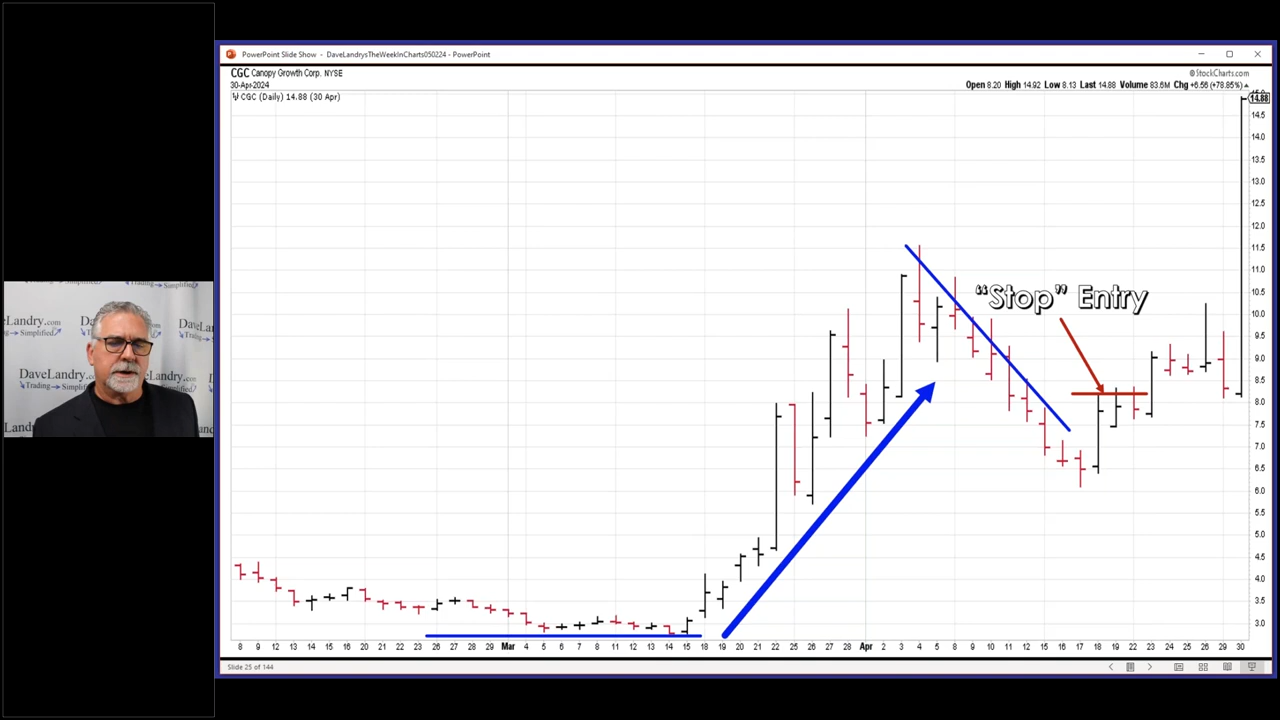 PowerPoint Slide Show - DaveLandrysTheWeekInCharts050224 - PowerPoint
CGC Canopy Growth Corp. NYSE
© StockCharts.com
30-Apr-2024
Open 8.20 High 14.92 Low 8.13 Last 14.88 Volume 83.6M Chg +6.56 (+78.85%)
CGC (Daily) 14.88 (30 Apr)
14.88
14.5
14.0
13.5
13.0
12.5
12.0
11.5
11.0
10.5
10.0
9.5
9.0
8.5
8.0
7.5
7.0
6.5
6.0
5.5
5.0
4.5
4.0
3.5
3.0
"Stop" Entry
8 9 12 13 14 15 16 20 21 22 23 26 27 28 29 Mar 4 5 6 7 8 11 12 13 14 15 18 19 20 21 22 25 26 27 28 Apr 2 3 4 5 8 9 10 11 12 15 16 17 18 19 22 23 24 25 26 29 30
Slide 25 of 144
Landry.com
Trading
Simplified
DaveLandry.com
Trading Simplified